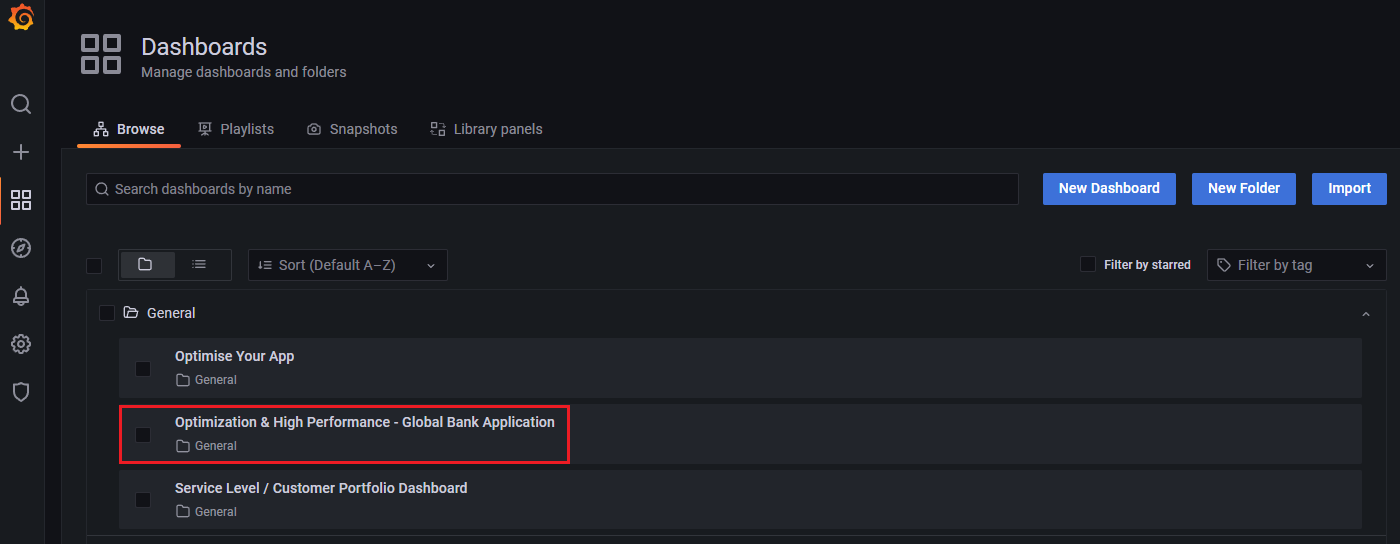 Dashboards
Manage dashboards and folders
Browse Playlists Snapshots Library panels
Search dashboards by name New Dashboard New Folder Import
Sort (Default A–Z) Filter by starred Filter by tag
General
Optimise Your App
General
Optimization & High Performance - Global Bank Application
General
Service Level / Customer Portfolio Dashboard
General